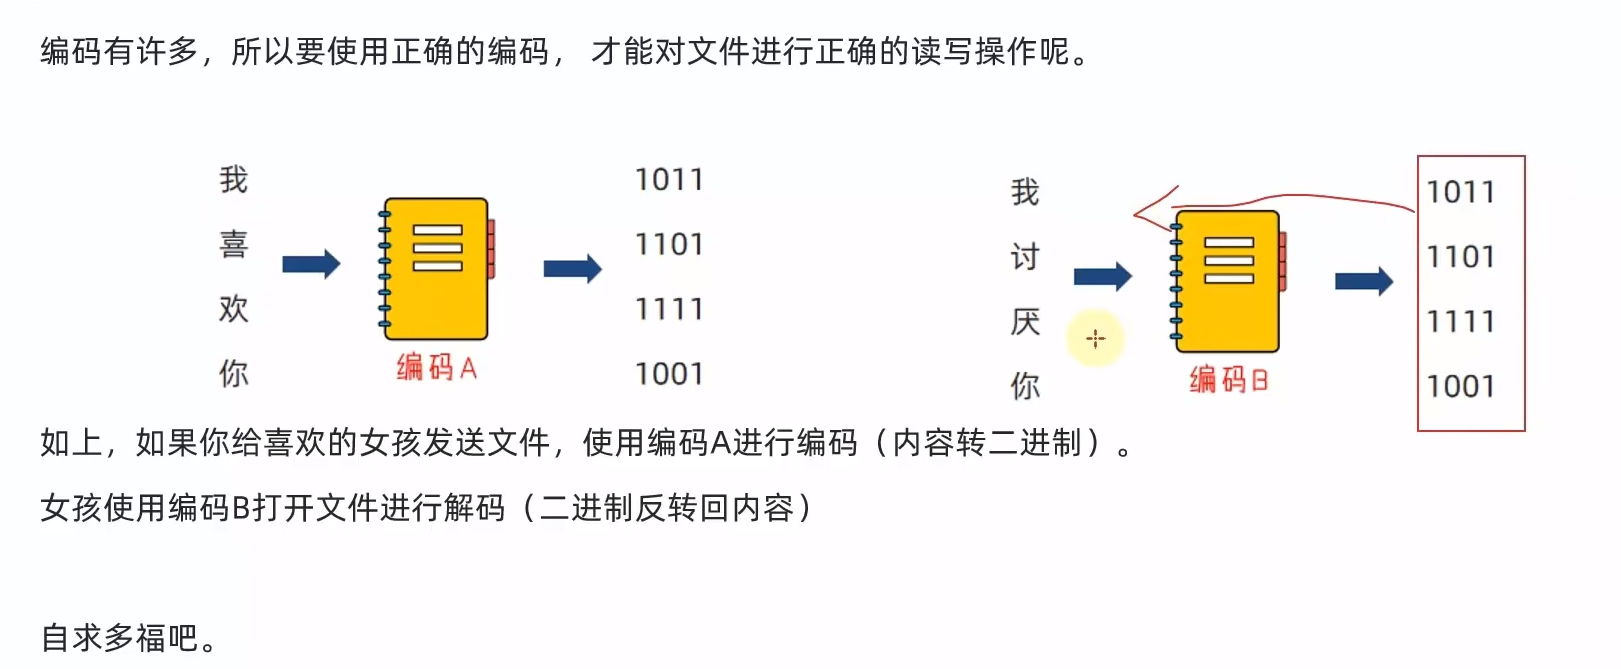 编码有许多，所以要使用正确的编码， 才能对文件进行正确的读写操作呢。
我
喜
欢
你
编码A
1011
1101
1111
1001
我
讨
厌
你
编码B
1011
1101
1111
1001
如上，如果你给喜欢的女孩发送文件，使用编码A进行编码（内容转二进制）。
女孩使用编码B打开文件进行解码（二进制反转回内容）
自求多福吧。